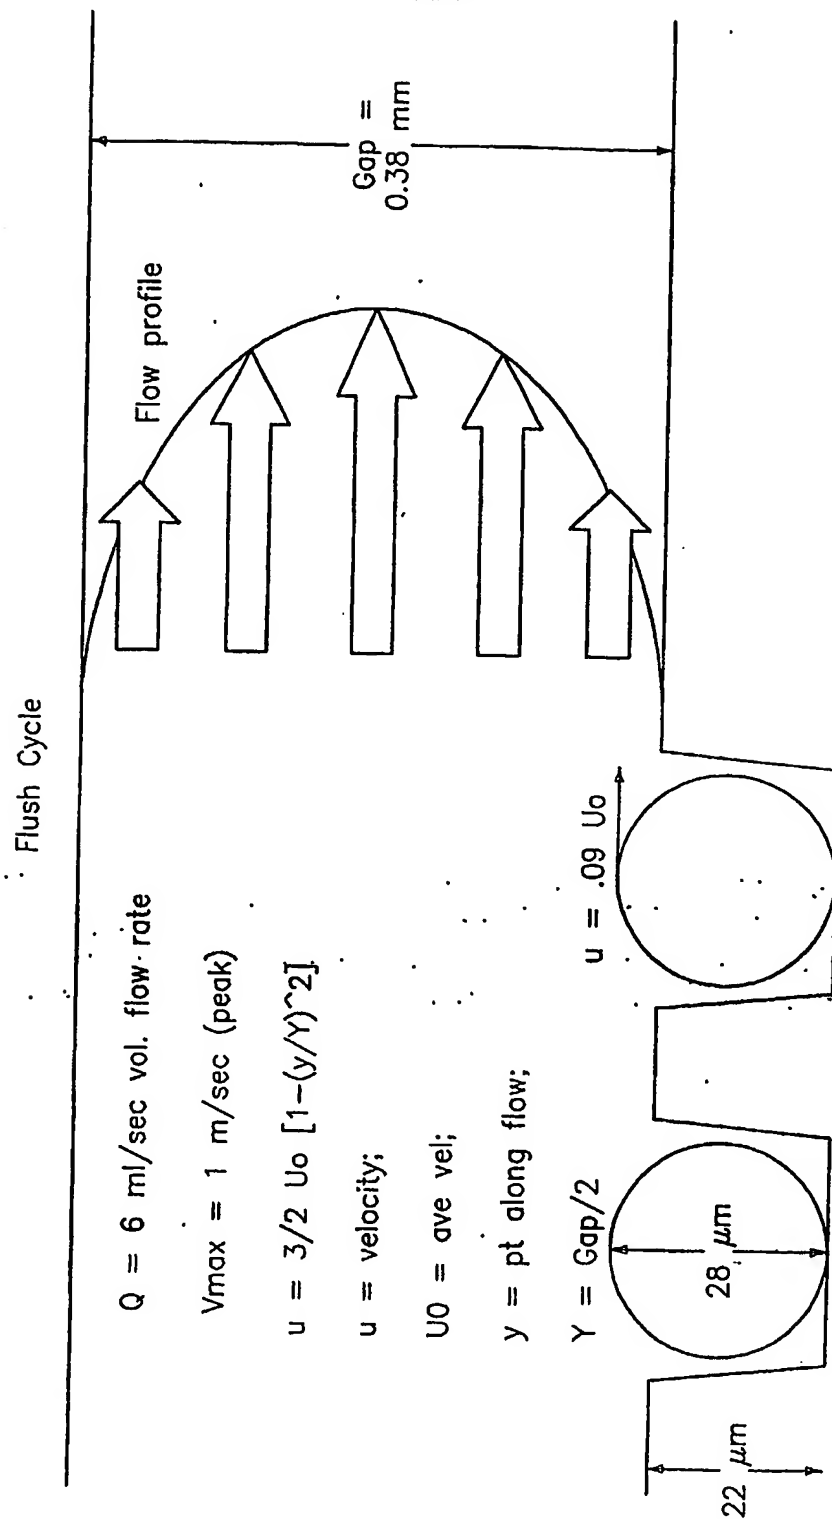 Flush Cycle
Q = 6 ml/sec vol. flow rate
Vmax = 1 m/sec (peak)
u = 3/2 Uo [1-(y/Y)^2]
u = velocity;
U0 = ave vel;
y = pt along flow;
Y = Gap/2
Flow profile
Gap =
0.38 mm
u = .09 Uo
28 μm
22 μm